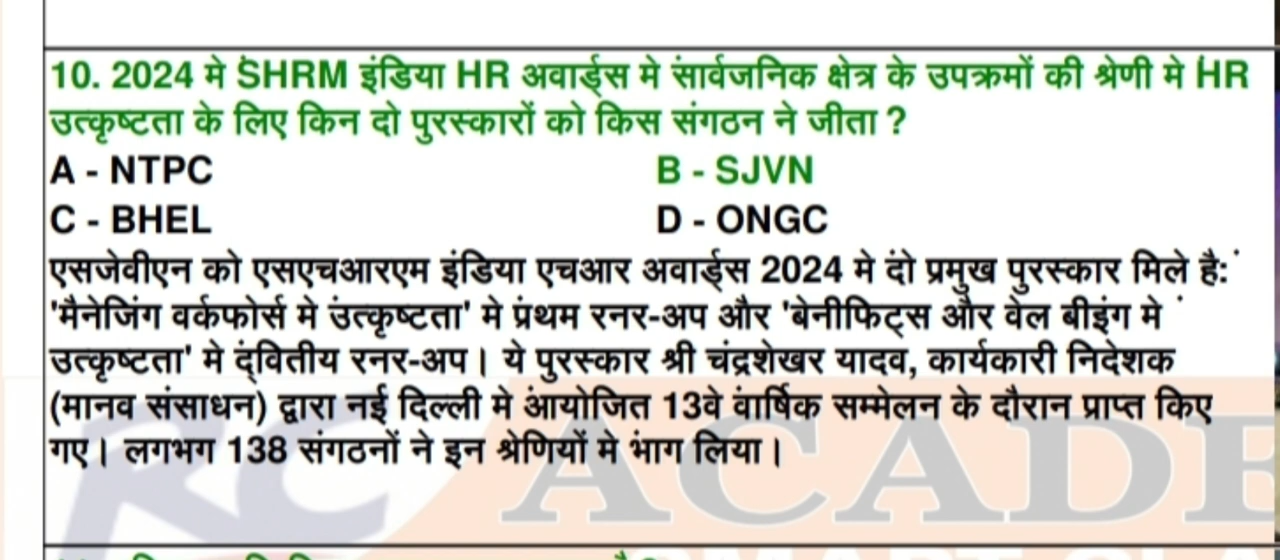 10. 2024 मे SHRM इंडिया HR अवार्ड्स मे सार्वजनिक क्षेत्र के उपक्रमों की श्रेणी मे HR
उत्कृष्टता के लिए किन दो पुरस्कारों को किस संगठन ने जीता ?
A - NTPC B - SJVN
C - BHEL D - ONGC
एसजेवीएन को एसएचआरएम इंडिया एचआर अवार्ड्स 2024 में दो प्रमुख पुरस्कार मिले हैं:
'मैनेजिंग वर्कफोर्स में उत्कृष्टता' में प्रथम रनर-अप और 'बेनीफिट्स और वेल बीइंग में
उत्कृष्टता' में द्वितीय रनर-अप। ये पुरस्कार श्री चंद्रशेखर यादव, कार्यकारी निदेशक
(मानव संसाधन) द्वारा नई दिल्ली में आयोजित 13वें वार्षिक सम्मेलन के दौरान प्राप्त किए
गए। लगभग 138 संगठनों ने इन श्रेणियों में भाग लिया।
RC ACADE